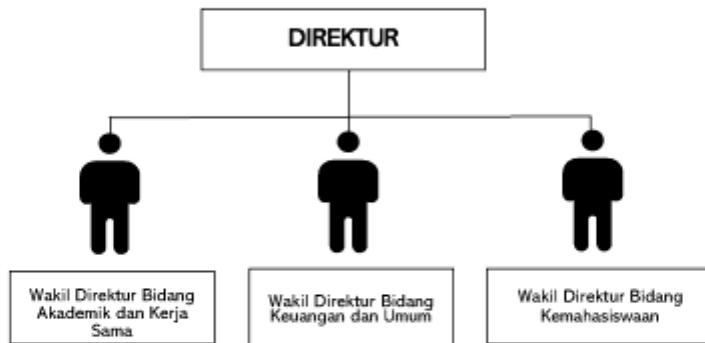 DIREKTUR
Wakil Direktur Bidang
Akademik dan Kerja
Sama
Wakil Direktur Bidang
Keuangan dan Umum
Wakil Direktur Bidang
Kemahasiswaan